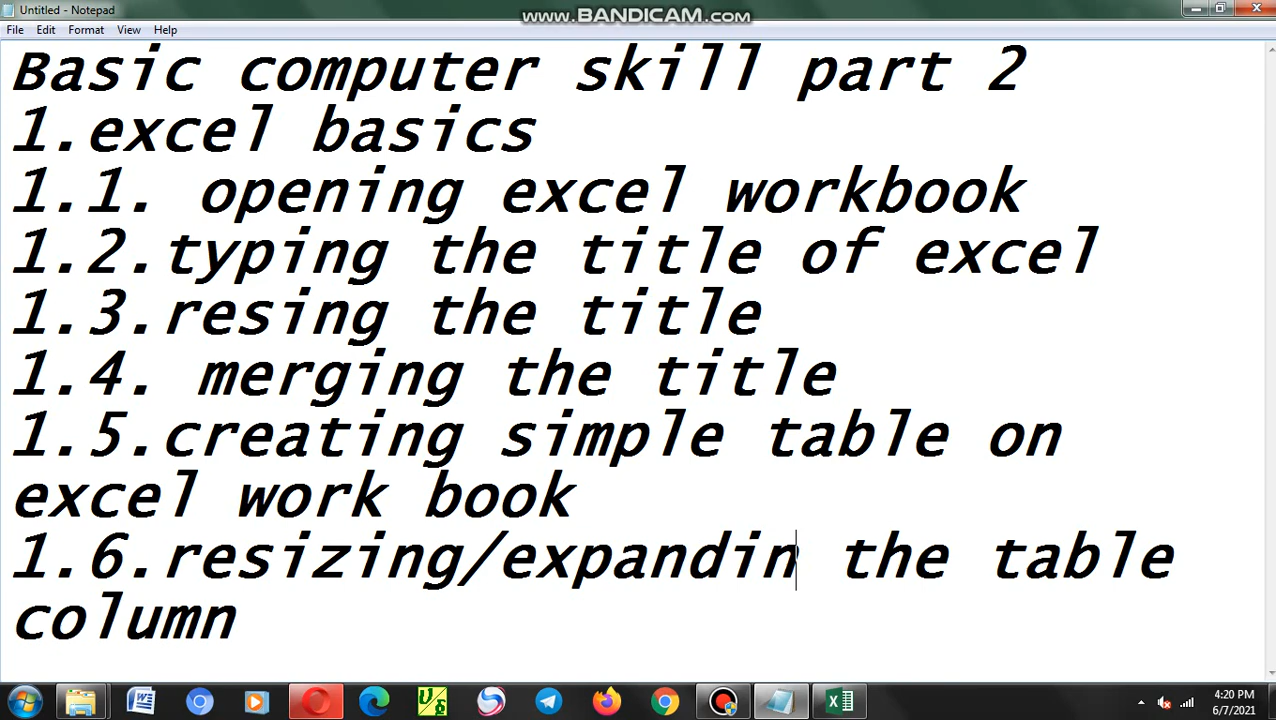 Untitled - Notepad
www.BANDICAM.com
File Edit Format View Help
Basic computer skill part 2
1.excel basics
1.1. opening excel workbook
1.2.typing the title of excel
1.3.resing the title
1.4. merging the title
1.5.creating simple table on
excel work book
1.6.resizing/expandin the table
column
4:20 PM
6/7/2021